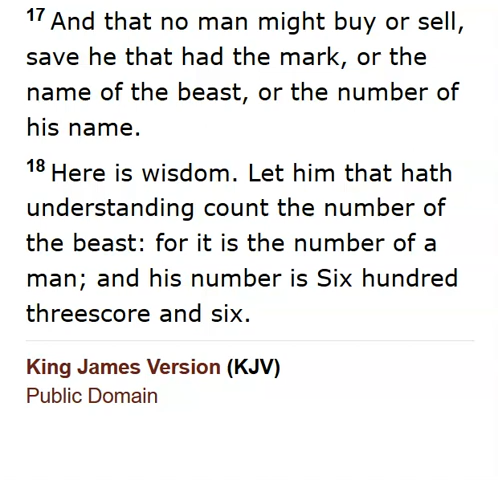 17 And that no man might buy or sell,
save he that had the mark, or the
name of the beast, or the number of
his name.
18 Here is wisdom. Let him that hath
understanding count the number of
the beast: for it is the number of a
man; and his number is Six hundred
threescore and six.
King James Version (KJV)
Public Domain